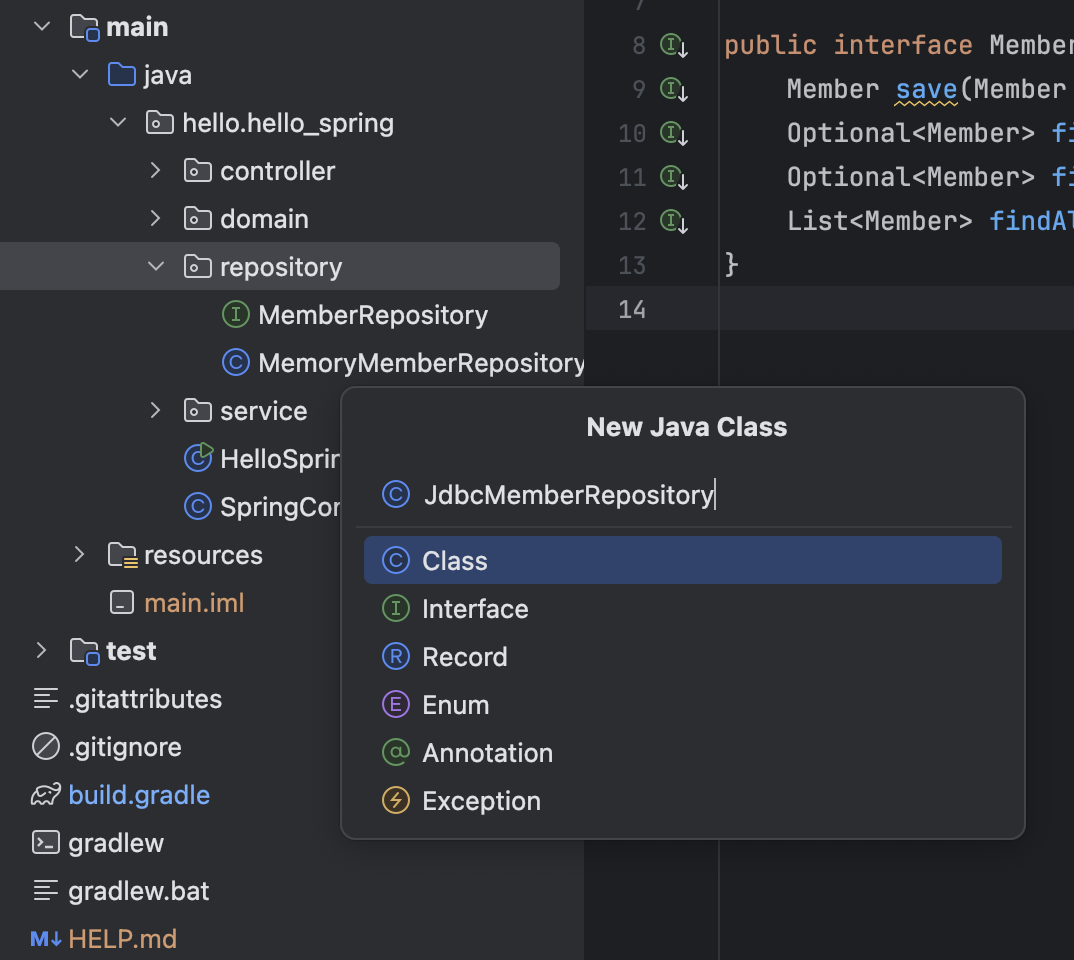 main
java
hello.hello_spring
controller
domain
repository
I MemberRepository
C MemoryMemberRepository
service
C HelloSprin
C SpringCon
resources
main.iml
test
.gitattributes
.gitignore
build.gradle
gradlew
gradlew.bat
M↓ HELP.md
7
8 public interface Member
9 Member save(Member
10 Optional<Member> fi
11 Optional<Member> fi
12 List<Member> findAl
13 }
14
New Java Class
C JdbcMemberRepository
C Class
I Interface
R Record
E Enum
@ Annotation
Exception